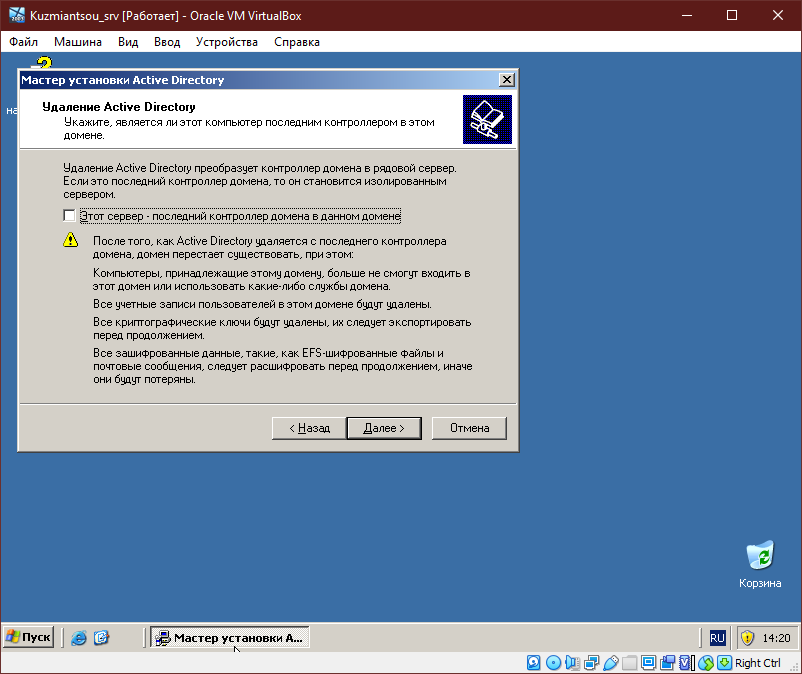 Kuzmiantsou_srv [Работает] - Oracle VM VirtualBox
Файл Машина Вид Ввод Устройства Справка
Мастер установки Active Directory
Удаление Active Directory
Укажите, является ли этот компьютер последним контроллером в этом
домене.
Удаление Active Directory преобразует контроллер домена в рядовой сервер.
Если это последний контроллер домена, то он становится изолированным
сервером.
Этот сервер - последний контроллер домена в данном домене
После того, как Active Directory удаляется с последнего контроллера
домена, домен перестает существовать, при этом:
Компьютеры, принадлежащие этому домену, больше не смогут входить в
этот домен или использовать какие-либо службы домена.
Все учетные записи пользователей в этом домене будут удалены.
Все криптографические ключи будут удалены, их следует экспортировать
перед продолжением.
Все зашифрованные данные, такие, как EFS-шифрованные файлы и
почтовые сообщения, следует расшифровать перед продолжением, иначе
они будут потеряны.
< Назад Далее > Отмена
Корзина
Пуск Мастер установки А... RU 14:20
Right Ctrl